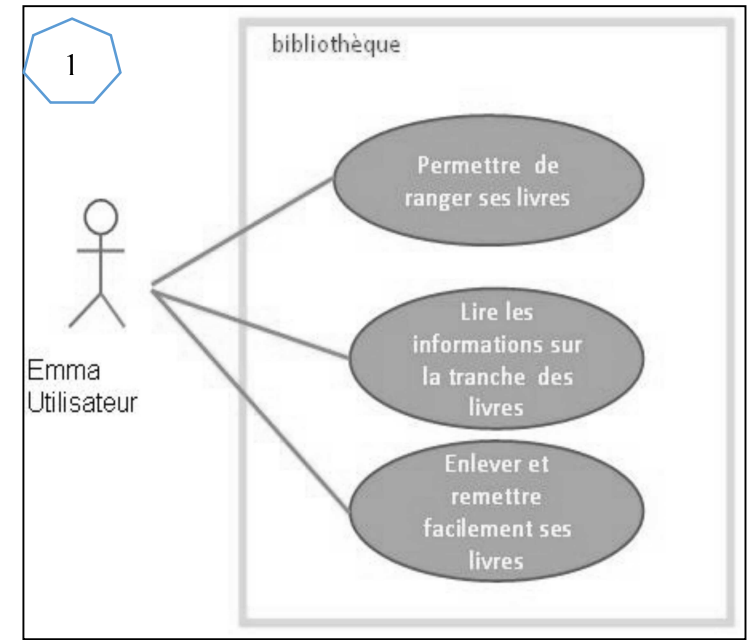 1
bibliothèque
Permettre de
ranger ses livres
Lire les
informations sur
la tranche des
livres
Enlever et
remettre
facilement ses
livres
Emma
Utilisateur